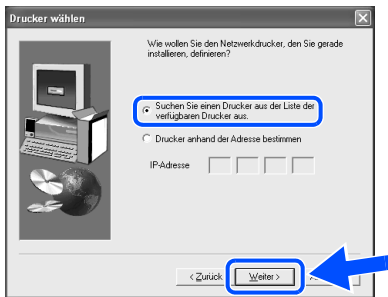 Drucker wählen
Wie wollen Sie den Netzwerkdrucker, den Sie gerade
installieren, definieren?
Suchen Sie einen Drucker aus der Liste der
verfügbaren Drucker aus.
Drucker anhand der Adresse bestimmen
IP-Adresse
< Zurück
Weiter >